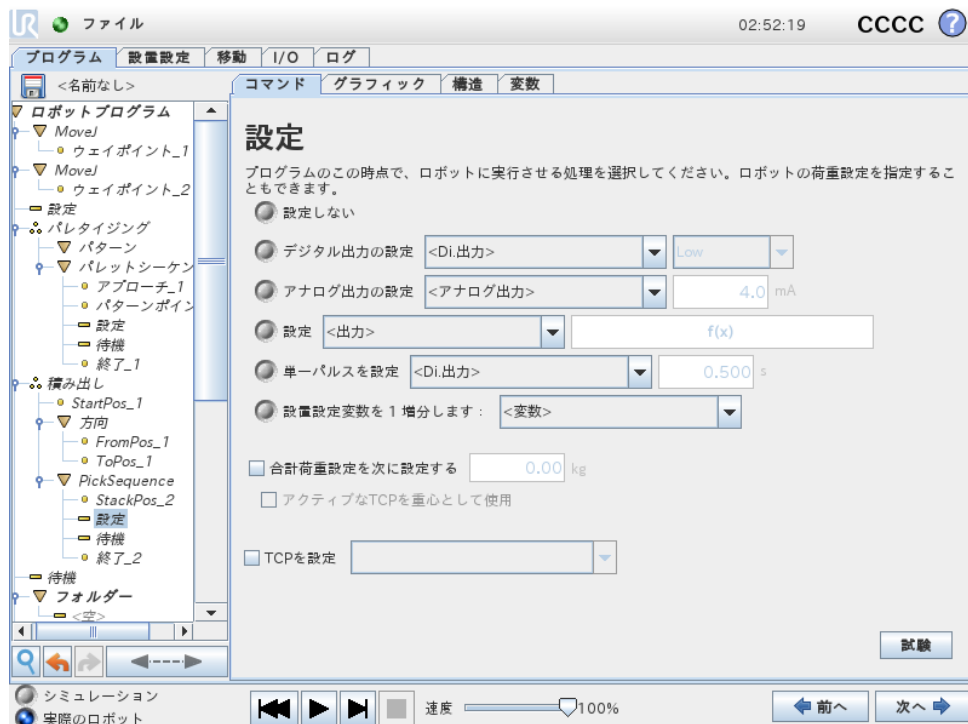 UR ファイル 02:52:19 CCCC ?
プログラム 設置設定 移動 I/O ログ
<名前なし>
コマンド グラフィック 構造 変数
ロボットプログラム
MoveJ
ウェイポイント_1
MoveJ
ウェイポイント_2
設定
パレタイジング
パターン
パレットシーケン
アプローチ_1
パターンポイン
設定
待機
終了_1
積み出し
StartPos_1
方向
FromPos_1
ToPos_1
PickSequence
StackPos_2
設定
待機
終了_2
待機
フォルダー
<空>
設定
プログラムのこの時点で、ロボットに実行させる処理を選択してください。ロボットの荷重設定を指定するこ
ともできます。
設定しない
デジタル出力の設定 <Di.出力> Low
アナログ出力の設定 <アナログ出力> 4.0 mA
設定 <出力> f(x)
単一パルスを設定 <Di.出力> 0.500 s
設置設定変数を 1 増分します： <変数>
合計荷重設定を次に設定する 0.00 kg
アクティブなTCPを重心として使用
TCPを設定
試験
シミュレーション
実際のロボット
速度 100%
前へ 次へ